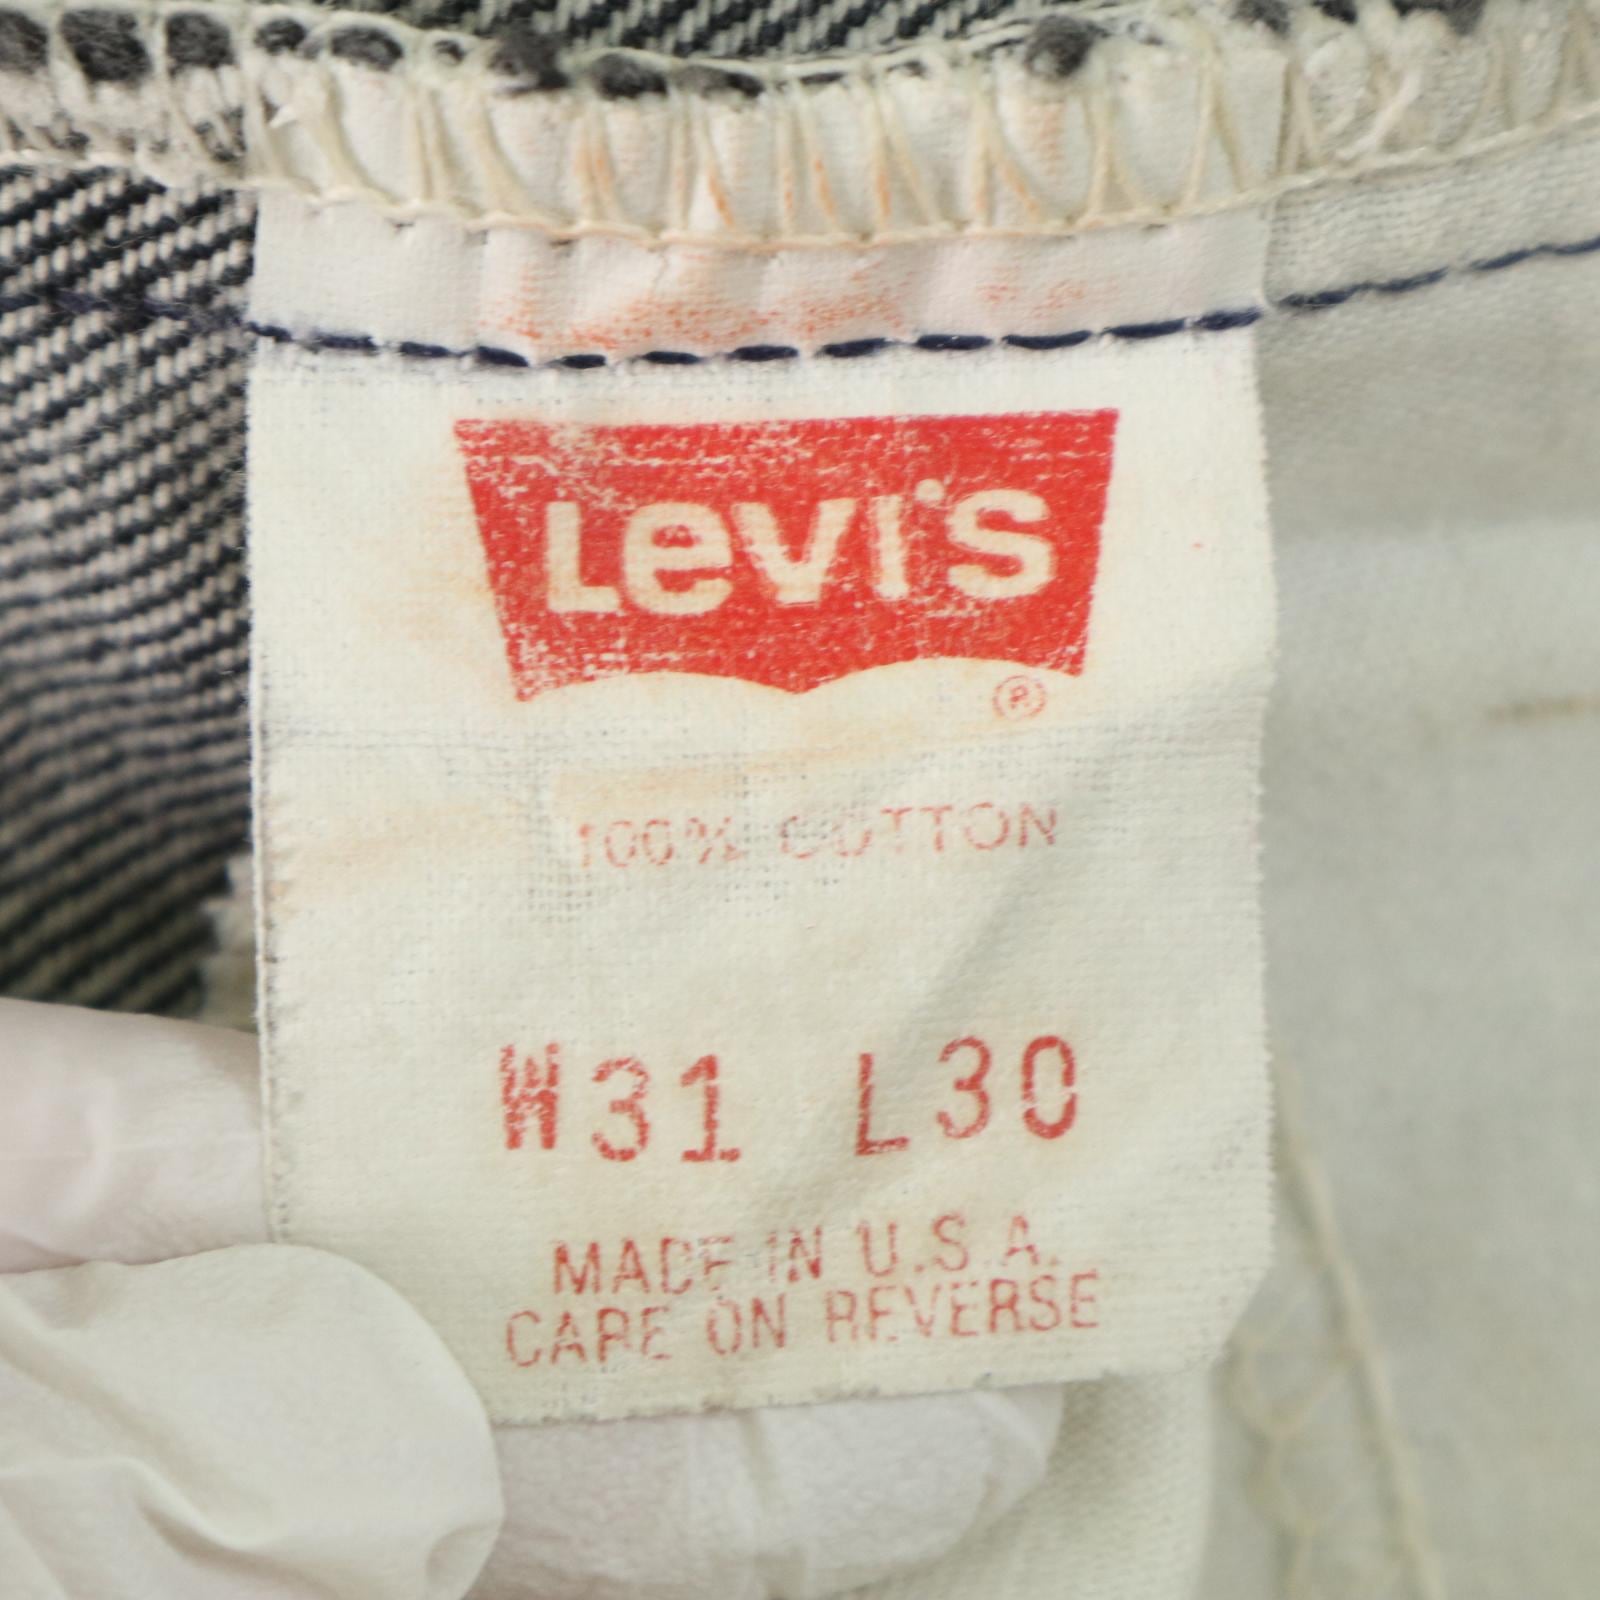 Levi's
®
100% COTTON
W31 L30
MADE IN U.S.A.
CARE ON REVERSE